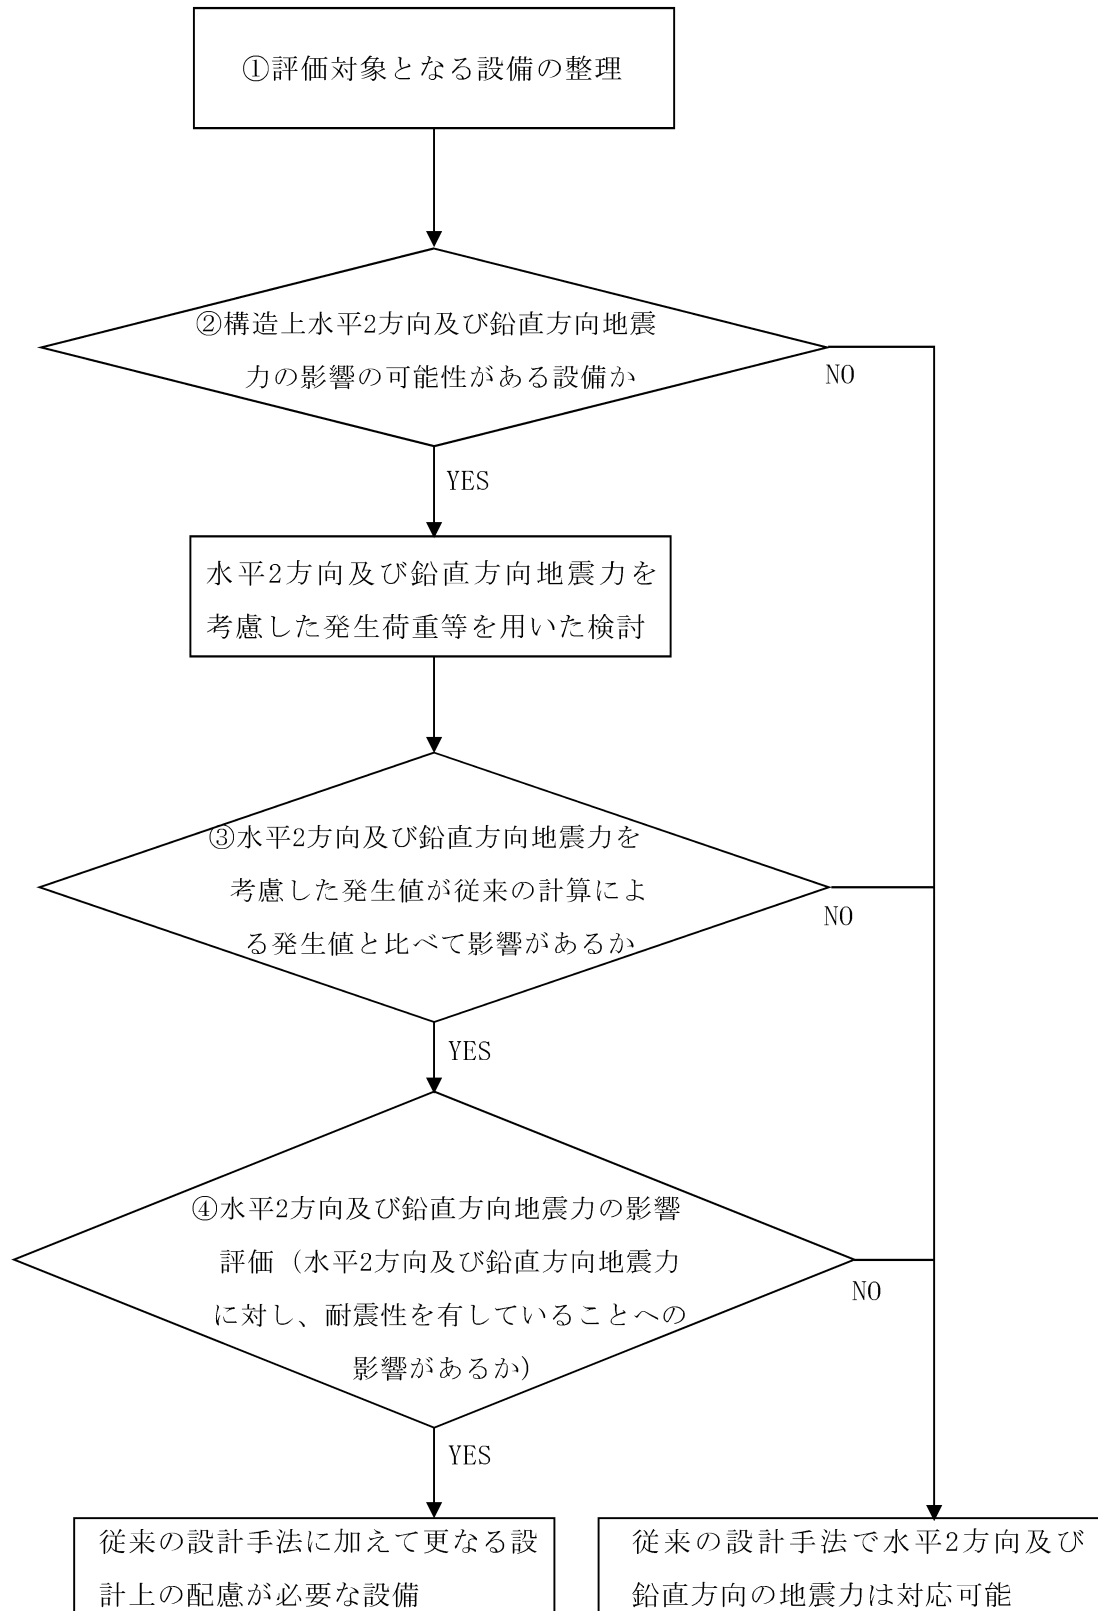 ①評価対象となる設備の整理
②構造上水平2方向及び鉛直方向地震
力の影響の可能性がある設備か
NO
YES
水平2方向及び鉛直方向地震力を
考慮した発生荷重等を用いた検討
③水平2方向及び鉛直方向地震力を
考慮した発生値が従来の計算によ
る発生値と比べて影響があるか
NO
YES
④水平2方向及び鉛直方向地震力の影響
評価（水平2方向及び鉛直方向地震力
に対し、耐震性を有していることへの
影響があるか）
NO
YES
従来の設計手法に加えて更なる設
計上の配慮が必要な設備
従来の設計手法で水平2方向及び
鉛直方向の地震力は対応可能